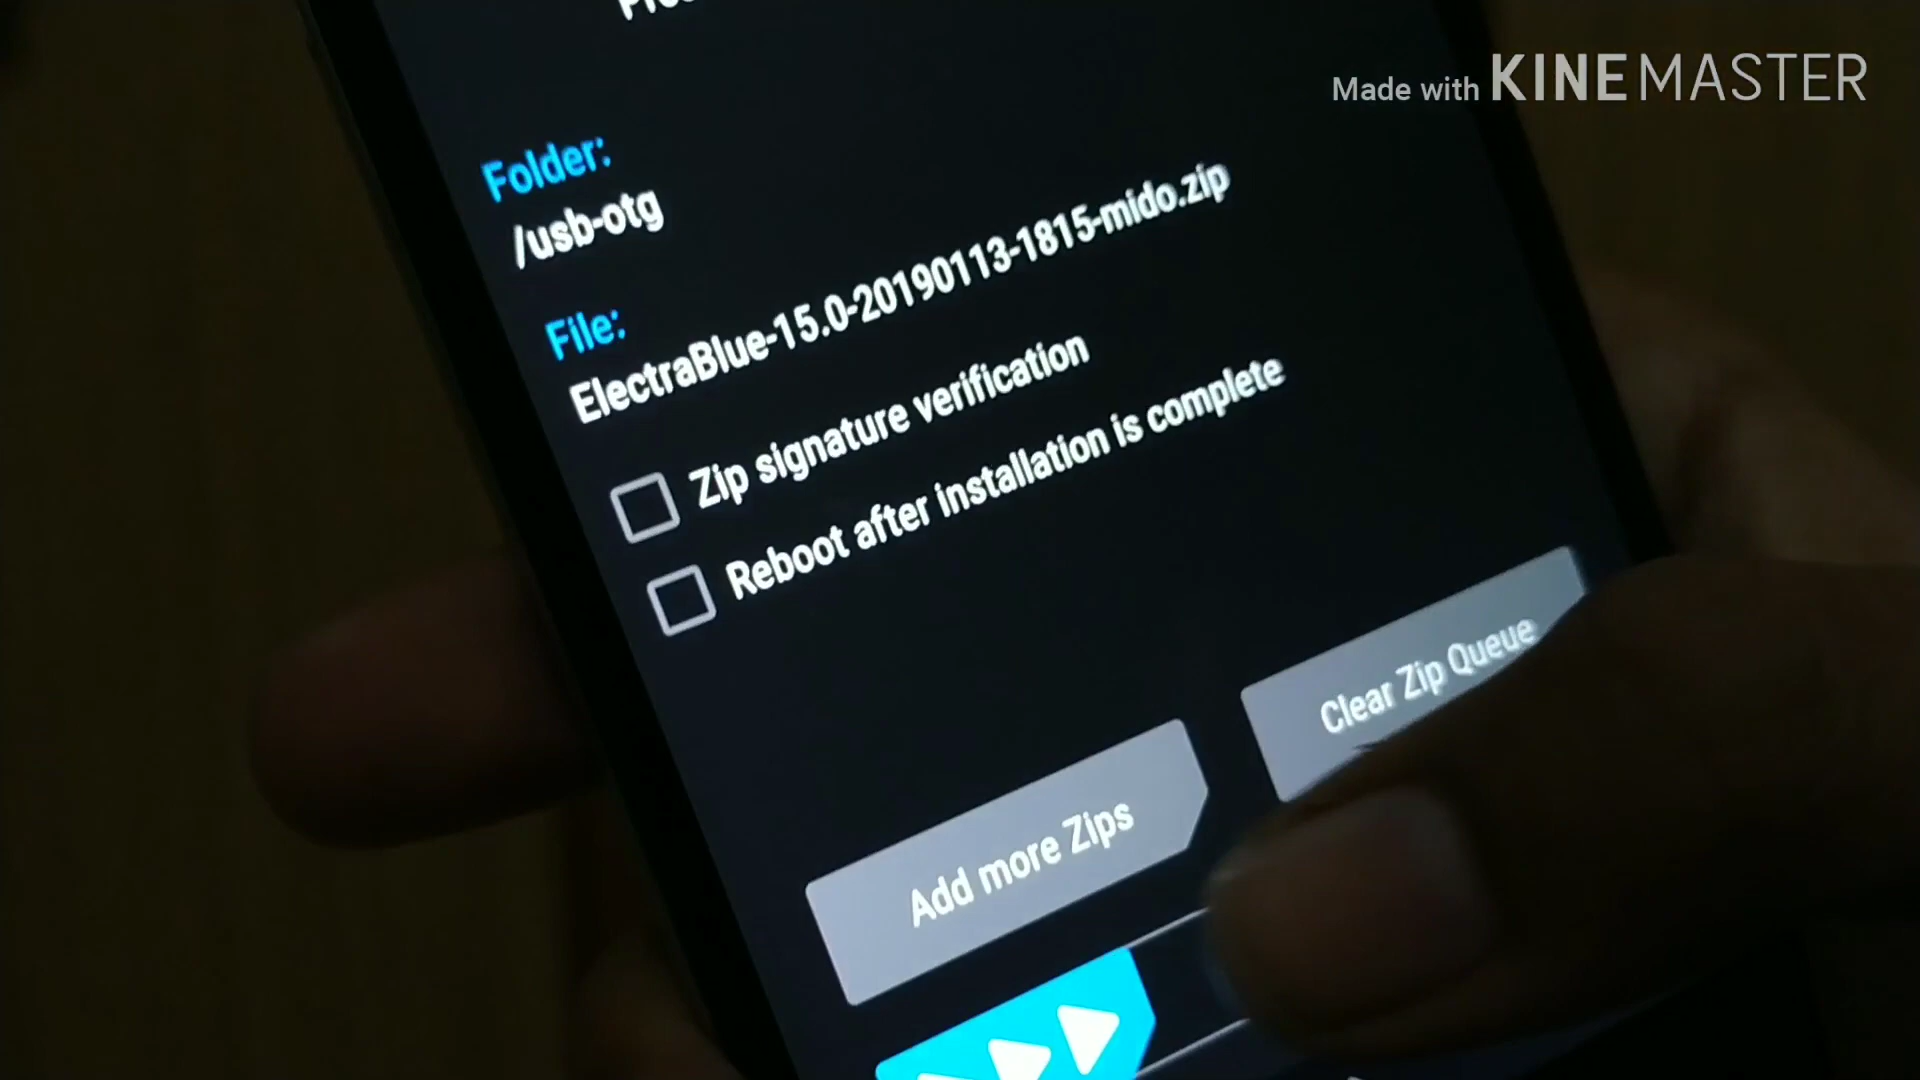 Made with KINEMASTER
Folder:
/usb-otg
File:
ElectraBlue-15.0-20190113-1815-mido.zip
Zip signature verification
Reboot after installation is complete
Clear Zip Queue
Add more Zips